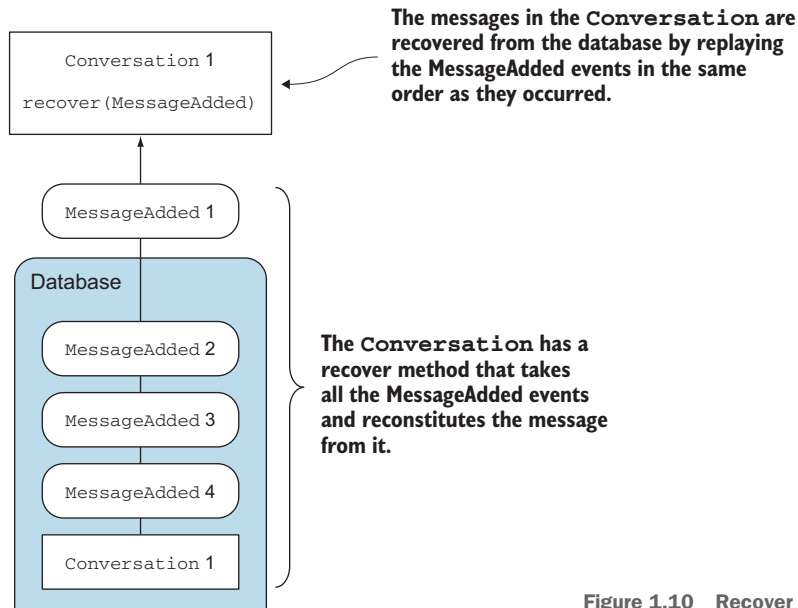 The messages in the Conversation are
recovered from the database by replaying
the MessageAdded events in the same
order as they occurred.
Conversation 1
recover(MessageAdded)
MessageAdded 1
Database
MessageAdded 2
MessageAdded 3
MessageAdded 4
Conversation 1
The Conversation has a
recover method that takes
all the MessageAdded events
and reconstitutes the message
from it.
Figure 1.10 Recover